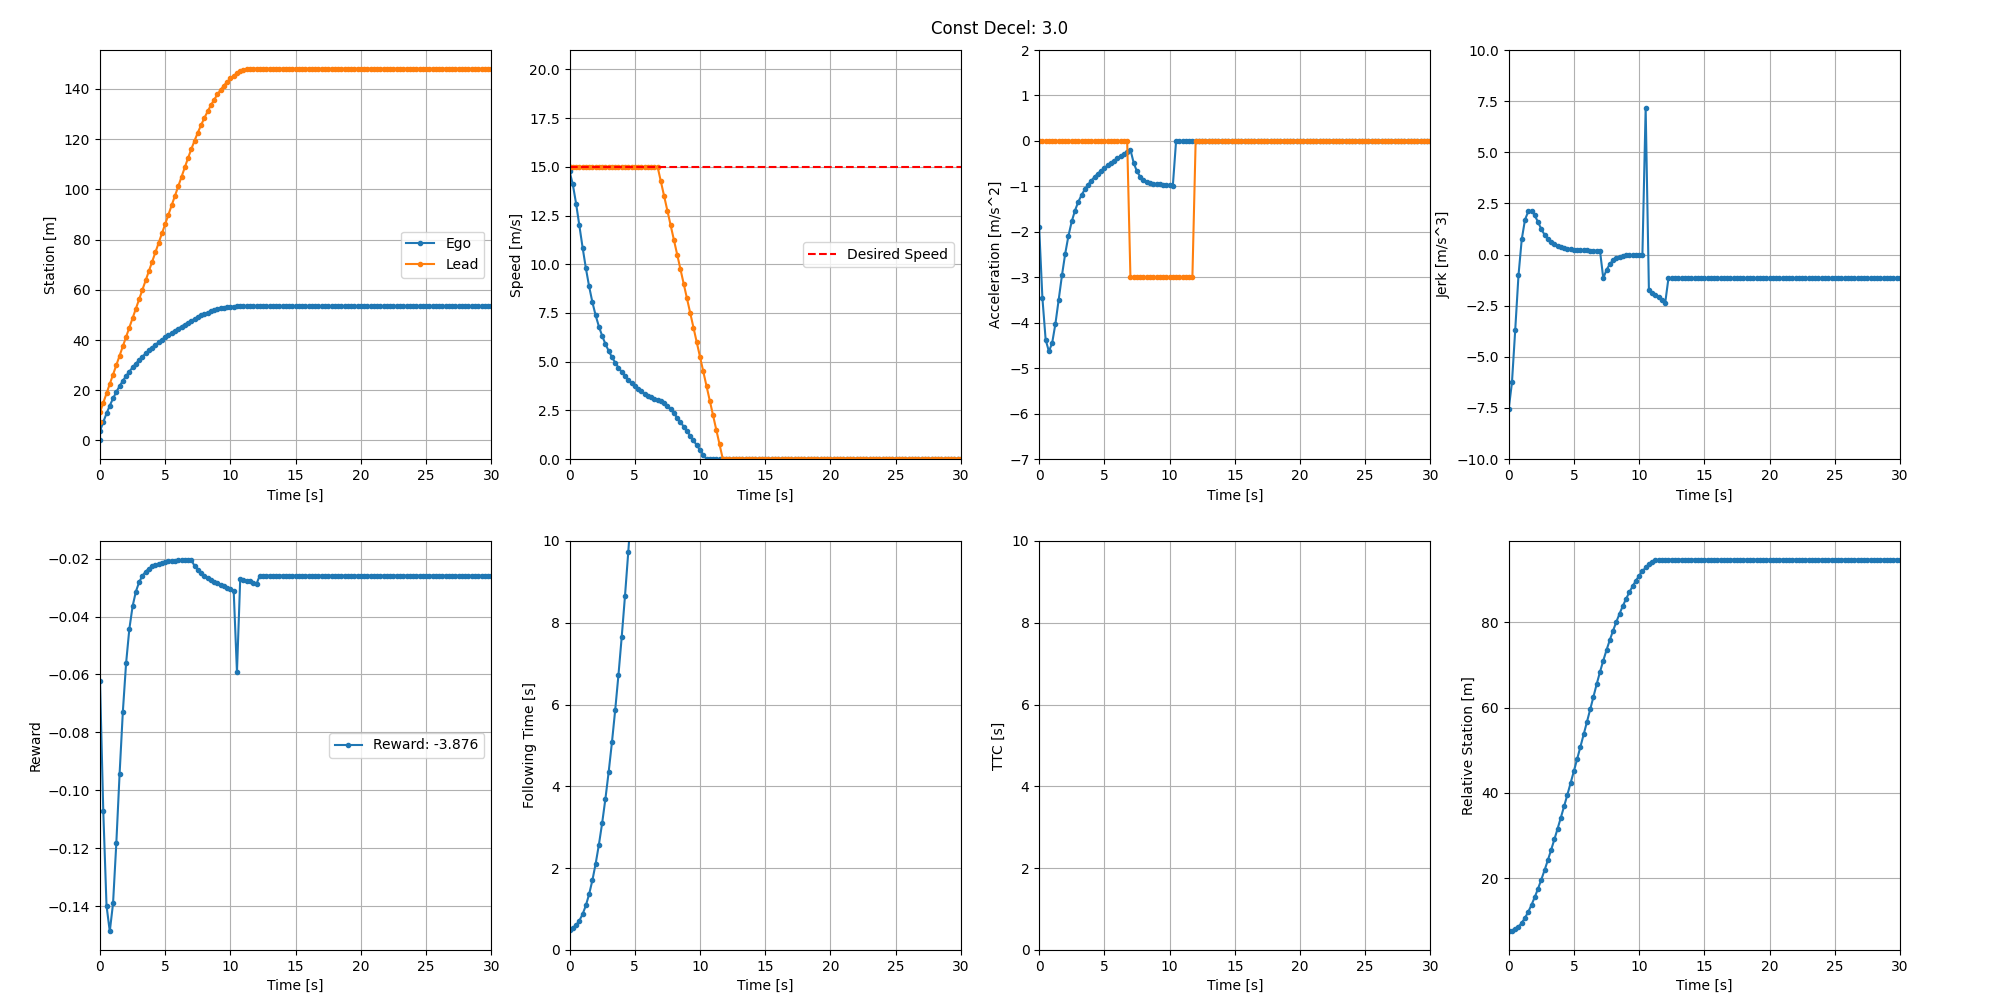 Const Decel: 3.0
Station [m]
140
120
100
80
60
40
20
0
Ego
Lead
0 5 10 15 20 25 30
Time [s]
Speed [m/s]
20.0
17.5
15.0
12.5
10.0
7.5
5.0
2.5
0.0
Desired Speed
0 5 10 15 20 25 30
Time [s]
Acceleration [m/s^2]
2
1
0
−1
−2
−3
−4
−5
−6
−7
0 5 10 15 20 25 30
Time [s]
Jerk [m/s^3]
10.0
7.5
5.0
2.5
0.0
−2.5
−5.0
−7.5
−10.0
0 5 10 15 20 25 30
Time [s]
Reward
−0.02
−0.04
−0.06
−0.08
−0.10
−0.12
−0.14
Reward: -3.876
0 5 10 15 20 25 30
Time [s]
Following Time [s]
10
8
6
4
2
0
0 5 10 15 20 25 30
Time [s]
TTC [s]
10
8
6
4
2
0
0 5 10 15 20 25 30
Time [s]
Relative Station [m]
80
60
40
20
0 5 10 15 20 25 30
Time [s]